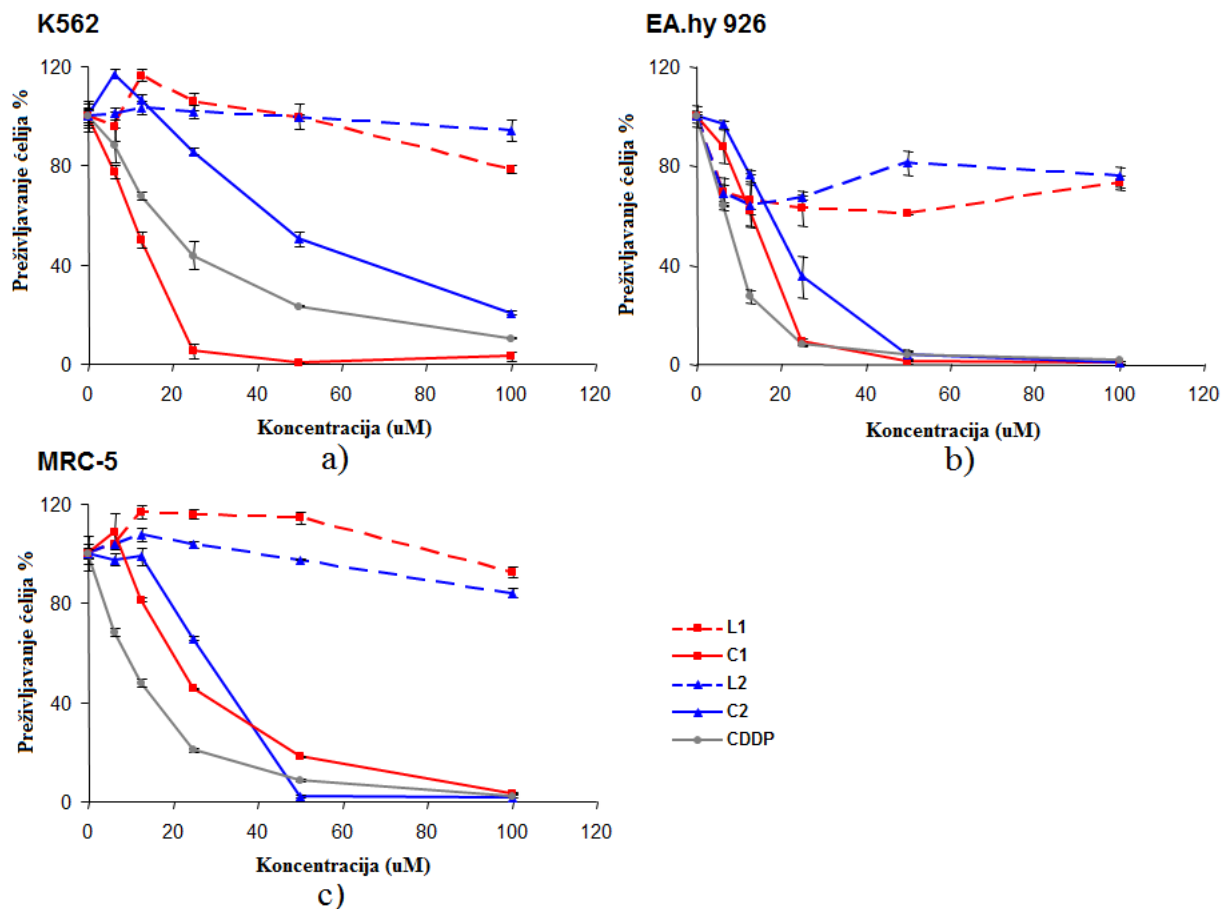 K562
Preživljavanje ćelija %
120
80
40
0
0 20 40 60 80 100 120
Koncentracija (uM)
a)
EA.hy 926
Preživljavanje ćelija %
120
80
40
0
0 20 40 60 80 100 120
Koncentracija (uM)
b)
MRC-5
Preživljavanje ćelija %
120
80
40
0
0 20 40 60 80 100 120
Koncentracija (uM)
c)
L1
C1
L2
C2
CDDP